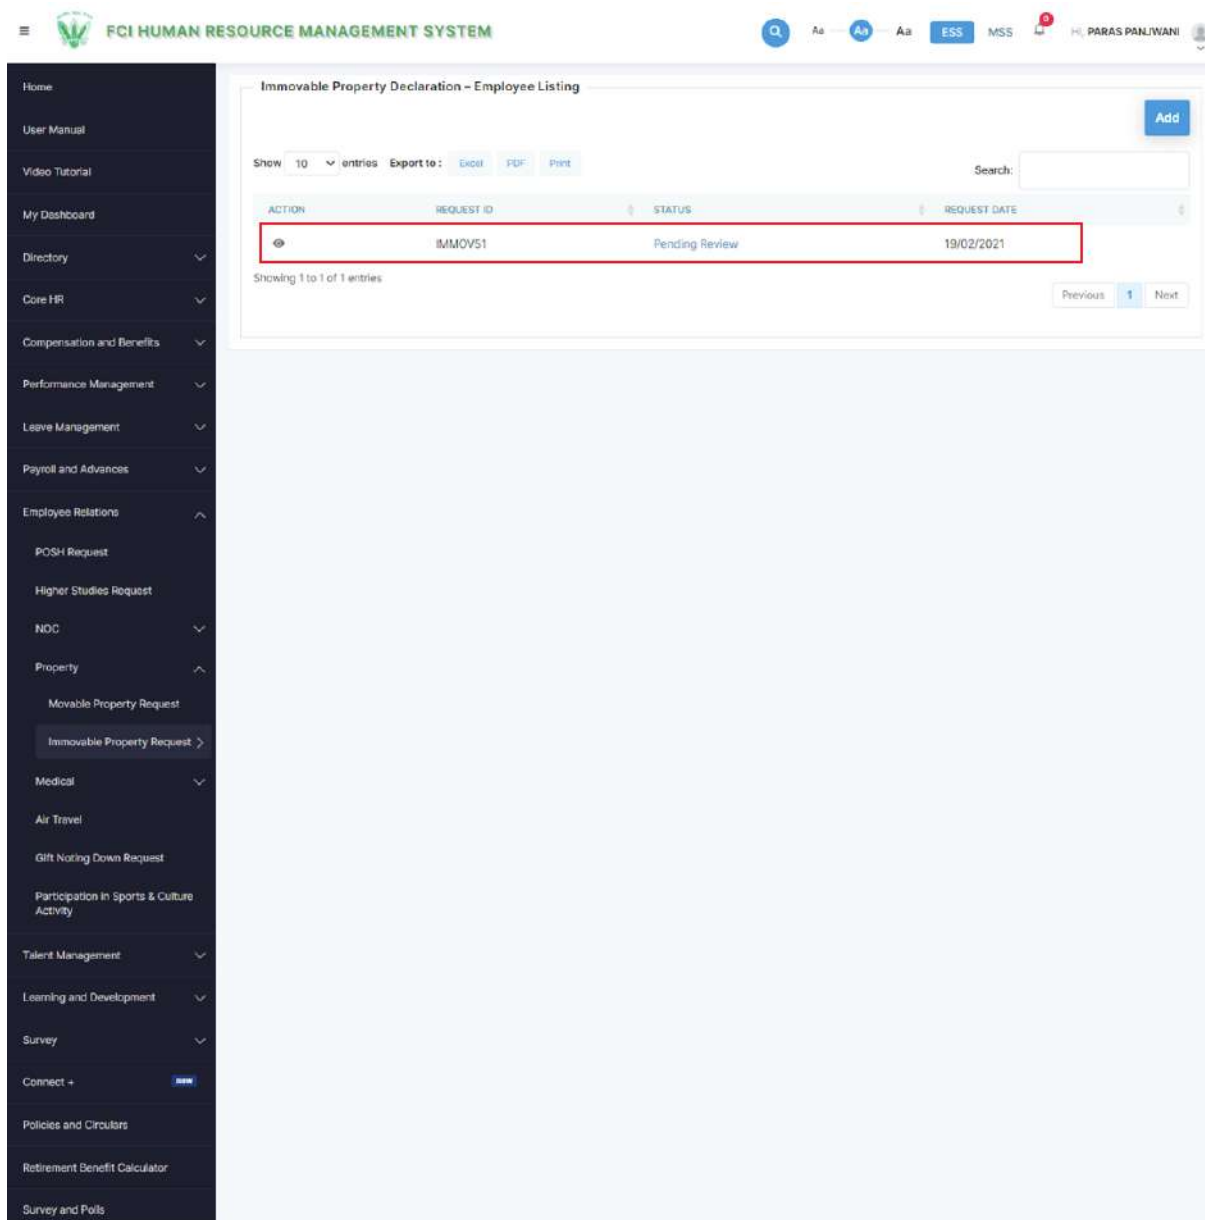 FCI HUMAN RESOURCE MANAGEMENT SYSTEM
Aa Aa Aa ESS MSS 0 Hi, PARAS PANJWANI
Home
User Manual
Video Tutorial
My Dashboard
Directory
Core HR
Compensation and Benefits
Performance Management
Leave Management
Payroll and Advances
Employee Relations
POSH Request
Higher Studies Request
NOC
Property
Movable Property Request
Immovable Property Request
Medical
Air Travel
Gift Noting Down Request
Participation in Sports & Culture
Activity
Talent Management
Learning and Development
Survey
Connect + new
Policies and Circulars
Retirement Benefit Calculator
Survey and Polls
Immovable Property Declaration – Employee Listing
Add
Show 10 entries Export to : Excel PDF Print
Search:
ACTION REQUEST ID STATUS REQUEST DATE
IMMOV51 Pending Review 19/02/2021
Showing 1 to 1 of 1 entries
Previous 1 Next